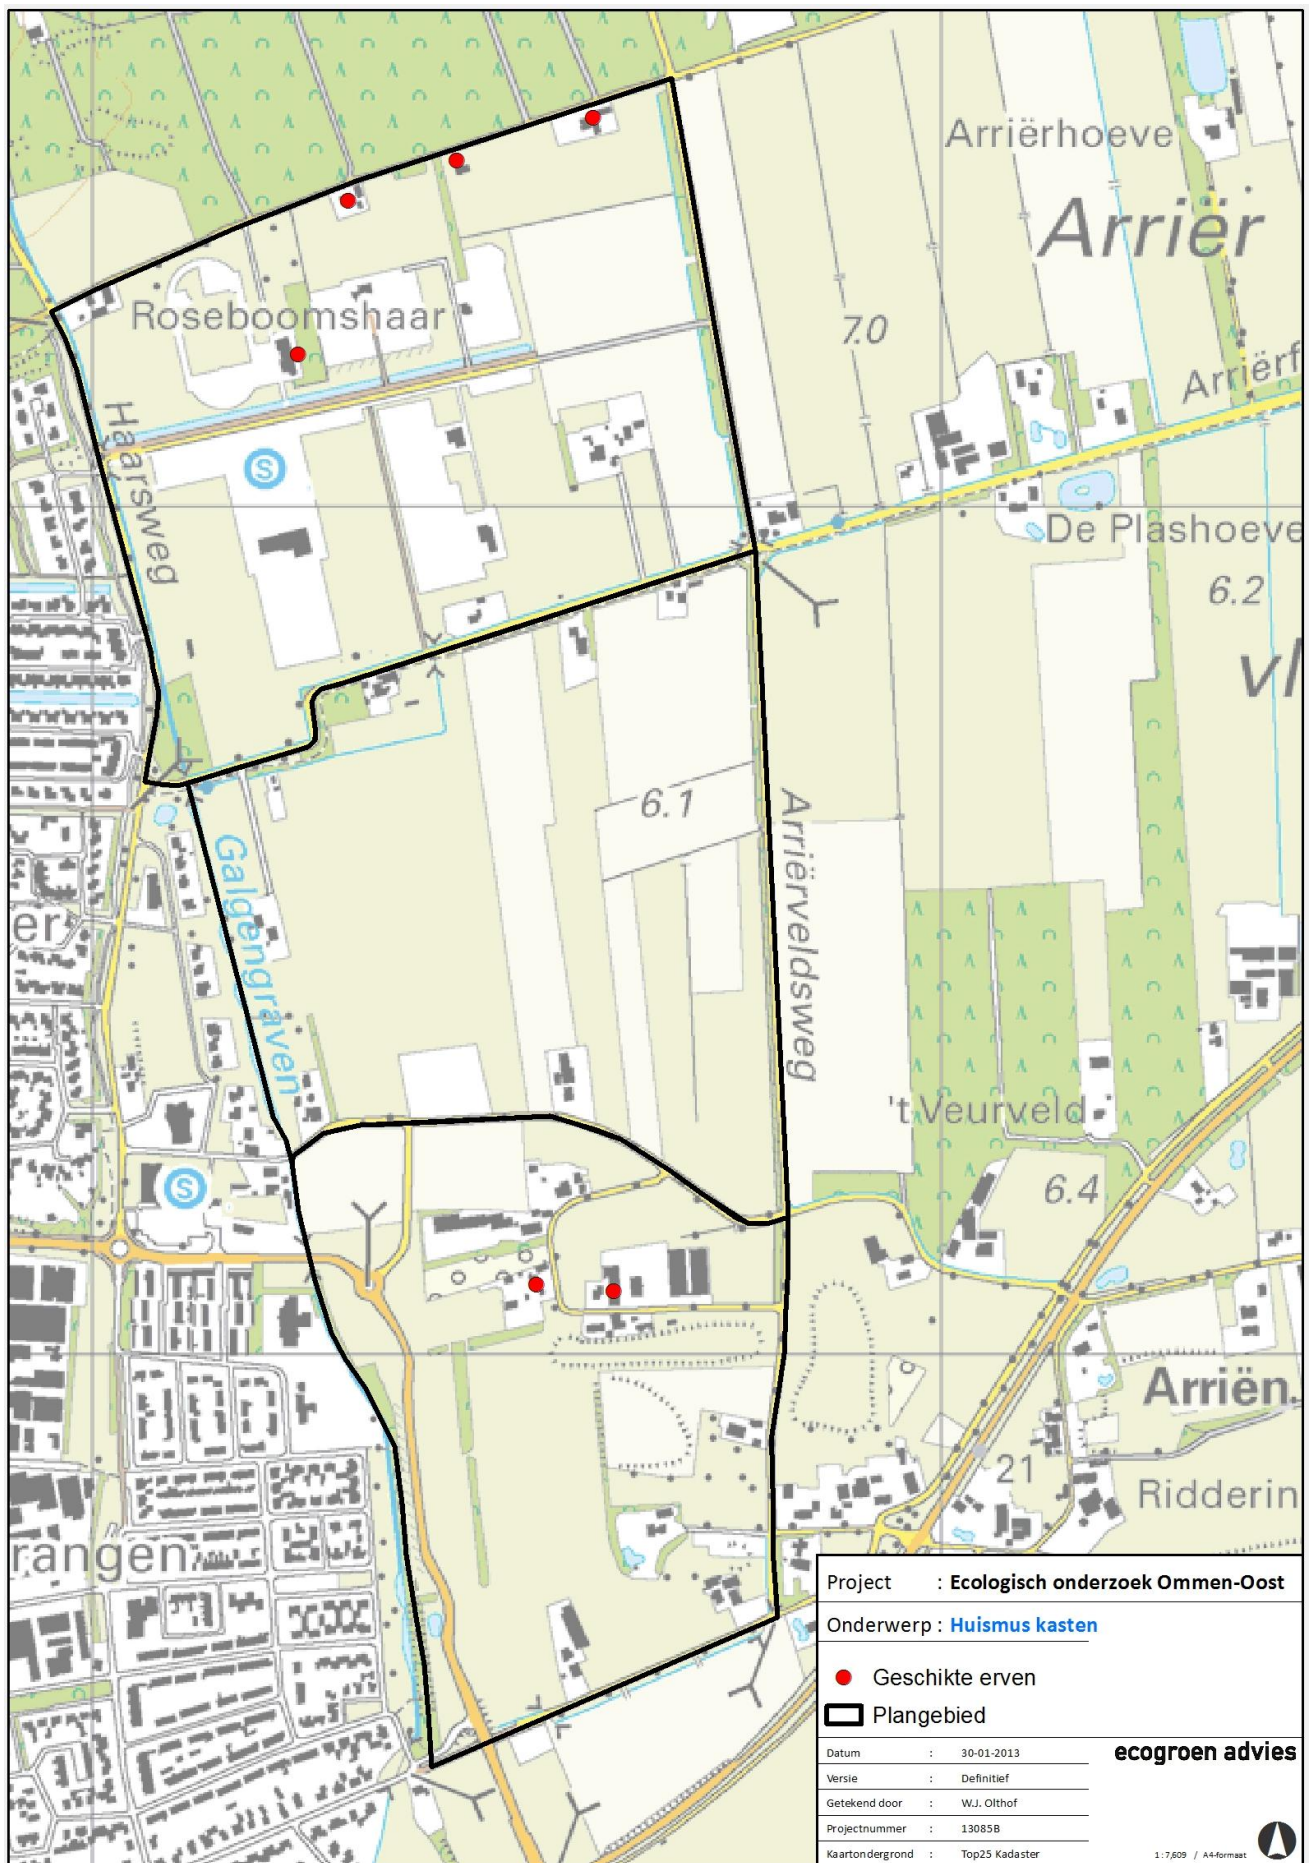 Arriërhoeve
Arriër
Roseboomshaar
7.0
Arriërf
Haarsweg
S
De Plashoeve
6.2
vl
6.1
Galgengraven
Arriërveldsweg
er
't Veurveld
S
6.4
Arriën
21
Ridderin
rangen
Project : Ecologisch onderzoek Ommen-Oost
Onderwerp : Huismus kasten
Geschikte erven
Plangebied
Datum : 30-01-2013
ecogroen advies
Versie : Definitief
Getekend door : W.J. Olthof
Projectnummer : 13085B
Kaartondergrond : Top25 Kadaster
1:7,609 / A4-formaat